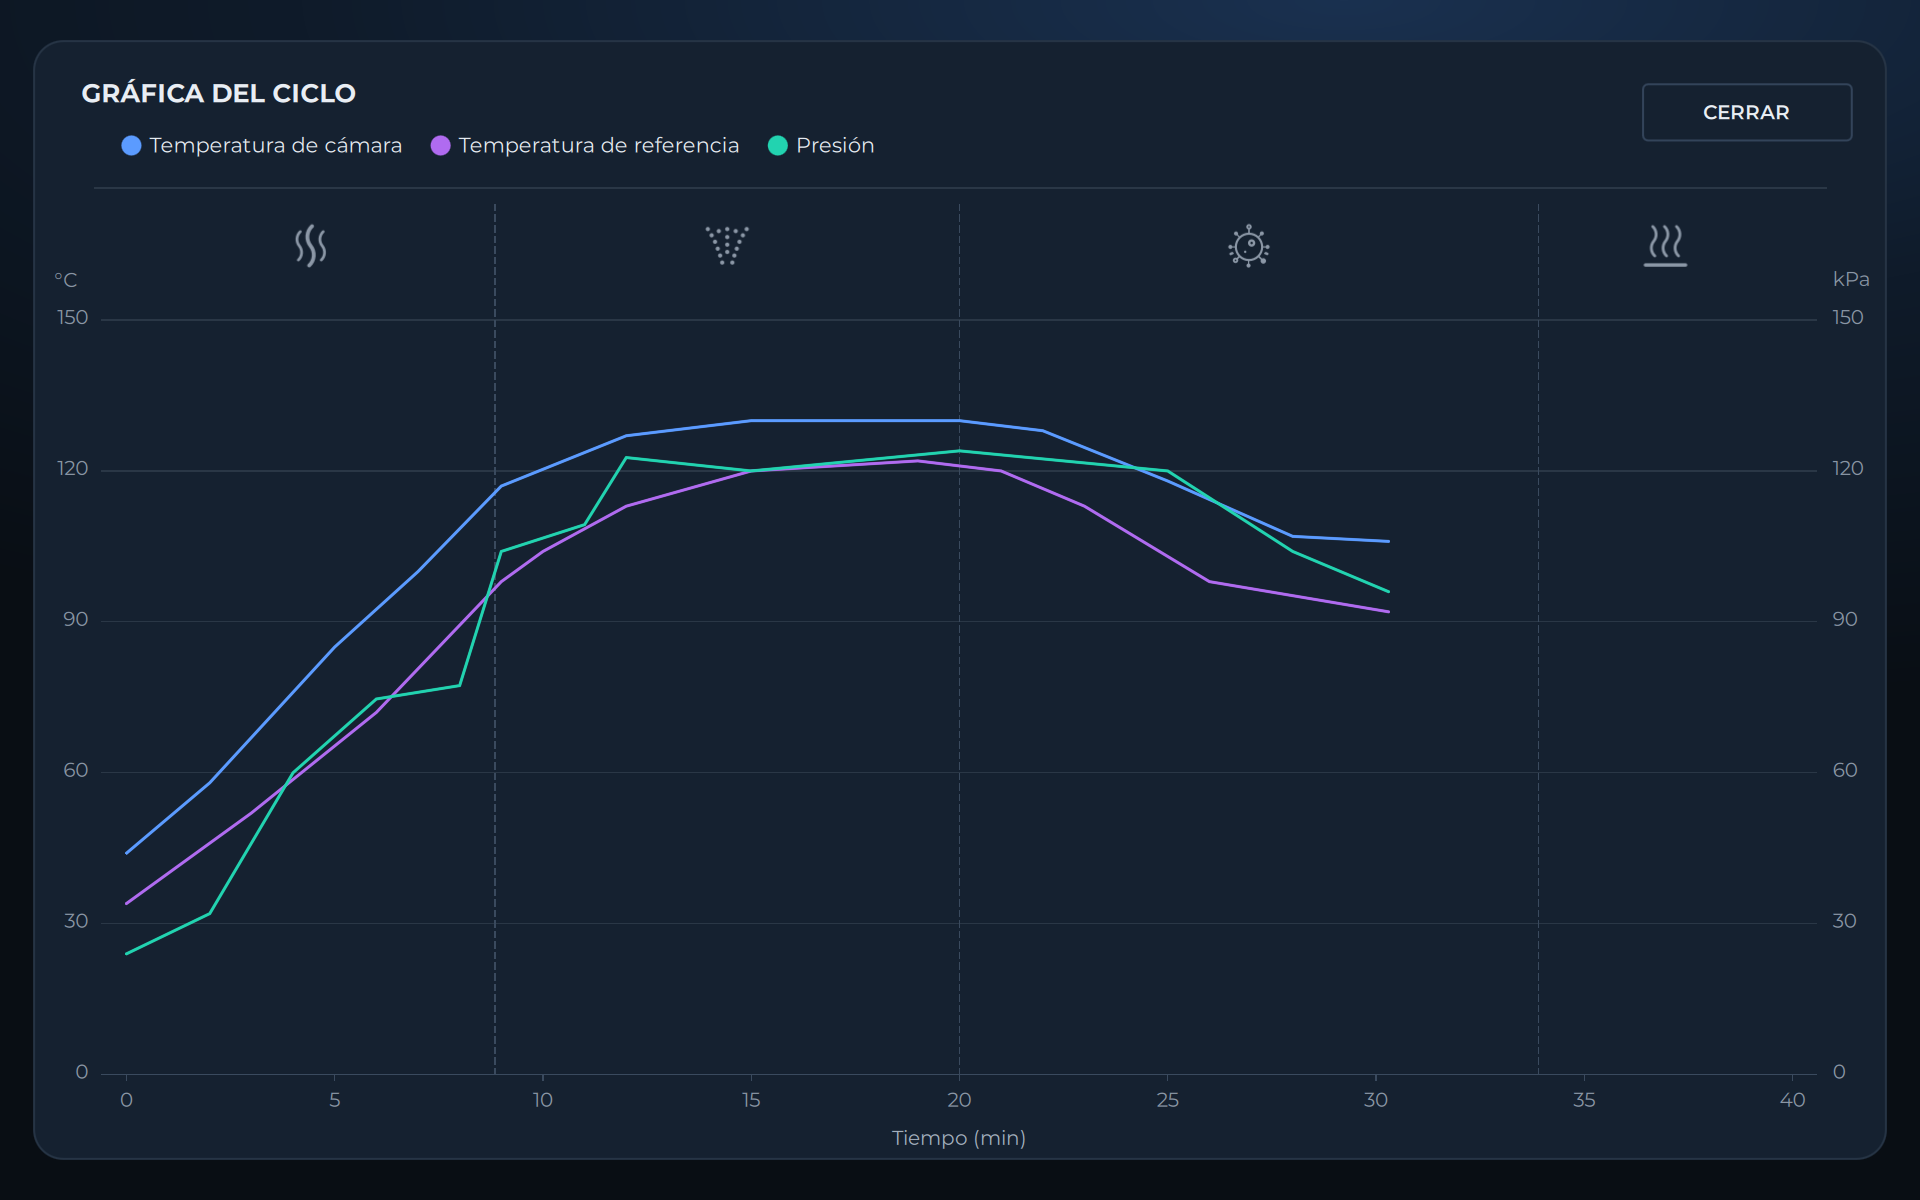 GRÁFICA DEL CICLO
CERRAR
Temperatura de cámara Temperatura de referencia Presión
°C kPa
150 150
120 120
90 90
60 60
30 30
0 0
0 5 10 15 20 25 30 35 40
Tiempo (min)